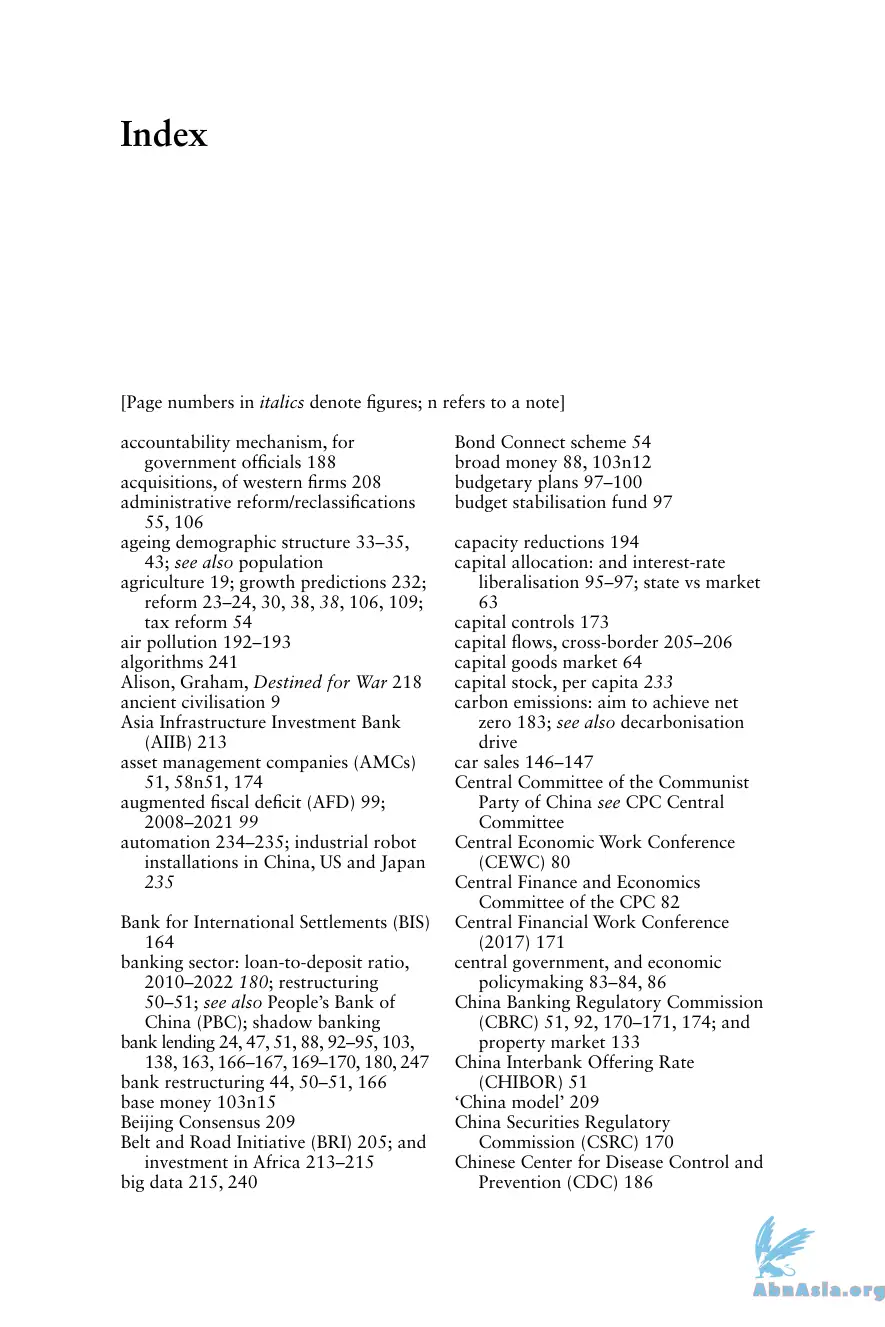 Index
[Page numbers in italics denote figures; n refers to a note]
accountability mechanism, for
government officials 188
acquisitions, of western firms 208
administrative reform/reclassifications
55, 106
ageing demographic structure 33–35,
43; see also population
agriculture 19; growth predictions 232;
reform 23–24, 30, 38, 38, 106, 109;
tax reform 54
air pollution 192–193
algorithms 241
Alison, Graham, Destined for War 218
ancient civilisation 9
Asia Infrastructure Investment Bank
(AIIB) 213
asset management companies (AMCs)
51, 58n51, 174
augmented fiscal deficit (AFD) 99;
2008–2021 99
automation 234–235; industrial robot
installations in China, US and Japan
235
Bank for International Settlements (BIS)
164
banking sector: loan-to-deposit ratio,
2010–2022 180; restructuring
50–51; see also People’s Bank of
China (PBC); shadow banking
bank lending 24, 47, 51, 88, 92–95, 103,
138, 163, 166–167, 169–170, 180, 247
bank restructuring 44, 50–51, 166
base money 103n15
Beijing Consensus 209
Belt and Road Initiative (BRI) 205; and
investment in Africa 213–215
big data 215, 240
Bond Connect scheme 54
broad money 88, 103n12
budgetary plans 97–100
budget stabilisation fund 97
capacity reductions 194
capital allocation: and interest-rate
liberalisation 95–97; state vs market
63
capital controls 173
capital flows, cross-border 205–206
capital goods market 64
capital stock, per capita 233
carbon emissions: aim to achieve net
zero 183; see also decarbonisation
drive
car sales 146–147
Central Committee of the Communist
Party of China see CPC Central
Committee
Central Economic Work Conference
(CEWC) 80
Central Finance and Economics
Committee of the CPC 82
Central Financial Work Conference
(2017) 171
central government, and economic
policymaking 83–84, 86
China Banking Regulatory Commission
(CBRC) 51, 92, 170–171, 174; and
property market 133
China Interbank Offering Rate
(CHIBOR) 51
‘China model’ 209
China Securities Regulatory
Commission (CSRC) 170
Chinese Center for Disease Control and
Prevention (CDC) 186
AbnAsia.org